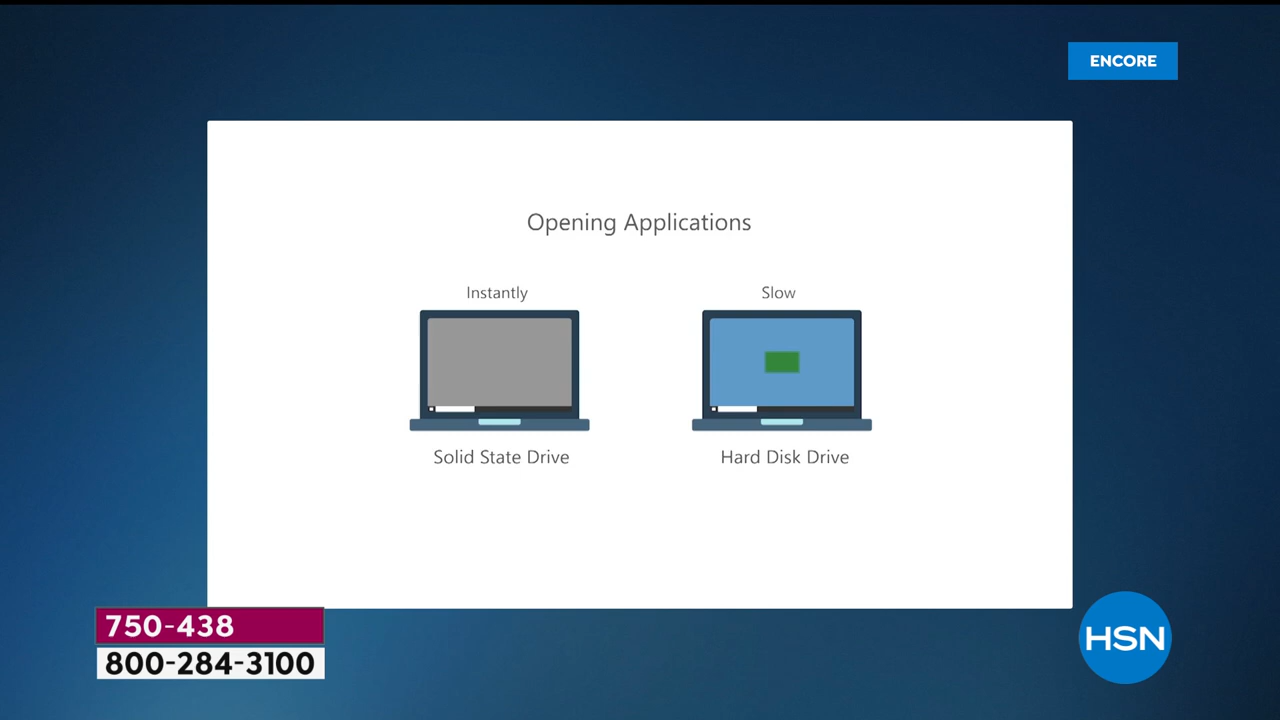 ENCORE
Opening Applications
Instantly
Slow
Solid State Drive
Hard Disk Drive
750-438
800-284-3100
HSN